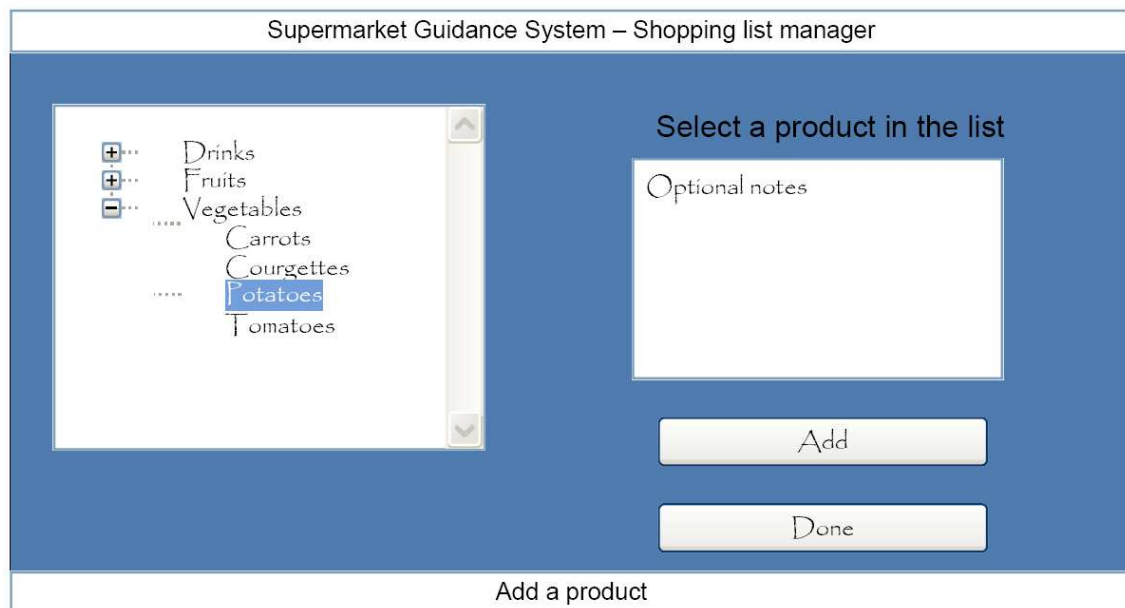 Supermarket Guidance System – Shopping list manager
Drinks
Fruits
Vegetables
Carrots
Courgettes
Potatoes
Tomatoes
Select a product in the list
Optional notes
Add
Done
Add a product